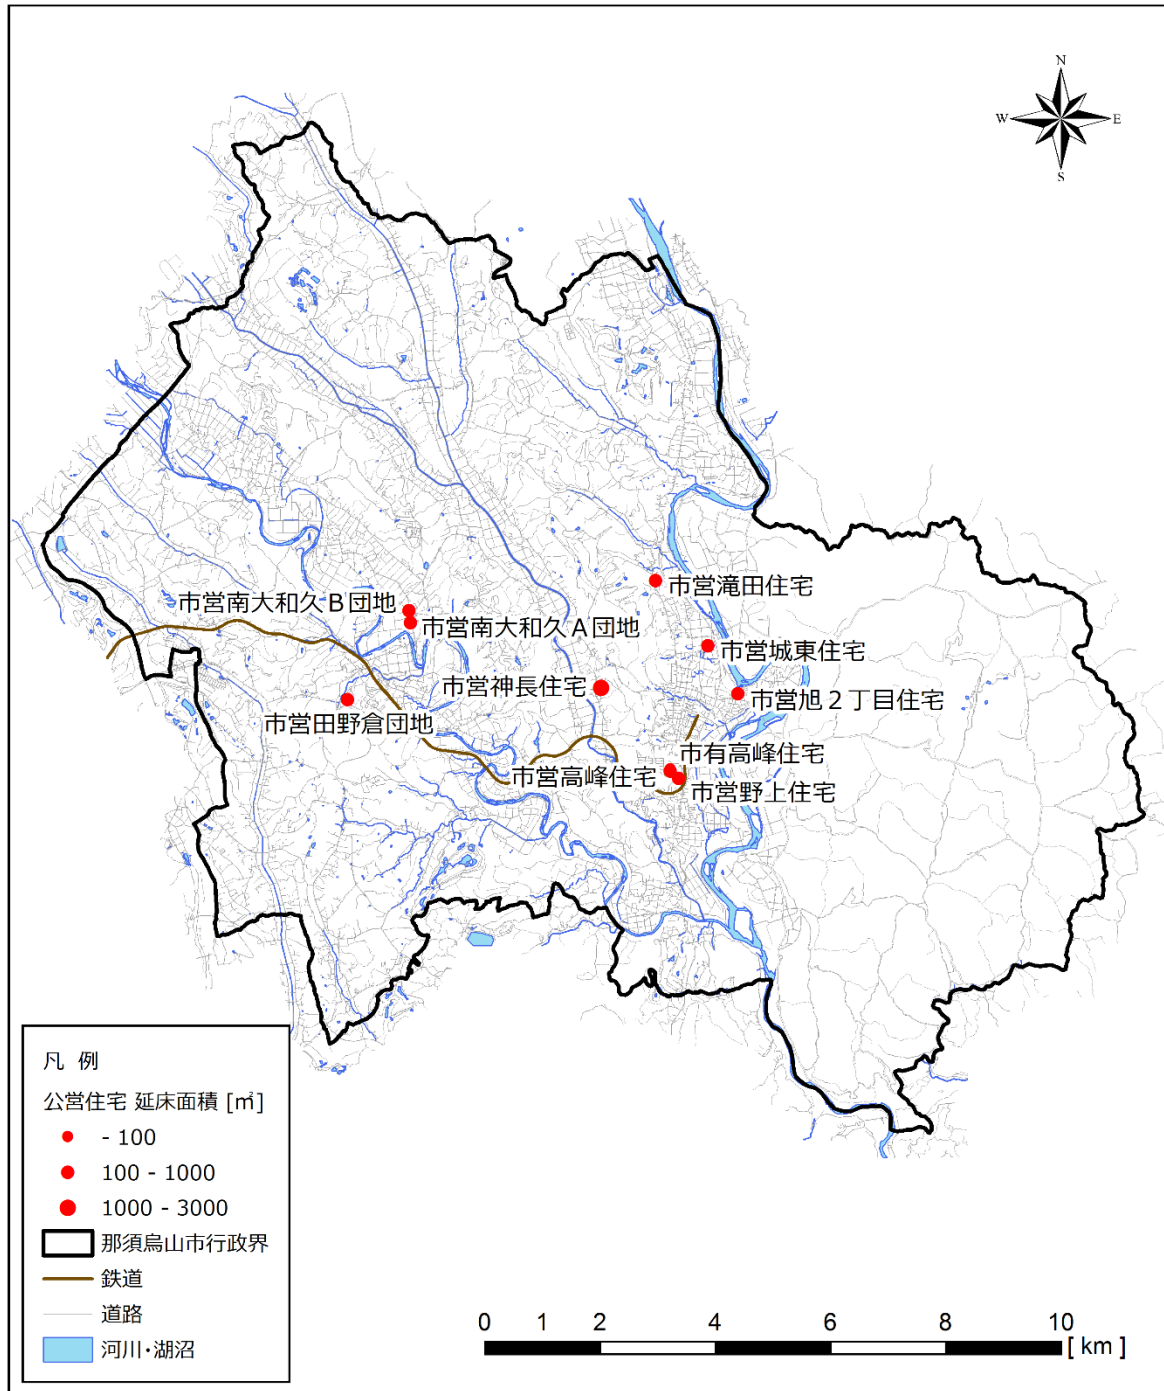 N
W
E
S
市営滝田住宅
市営南大和久Ｂ団地
市営南大和久Ａ団地
市営城東住宅
市営神長住宅
市営旭２丁目住宅
市営田野倉団地
市有高峰住宅
市営高峰住宅
市営野上住宅
凡 例
公営住宅 延床面積 [㎡]
- 100
100 - 1000
1000 - 3000
那須烏山市行政界
鉄道
道路
河川・湖沼
0 1 2 4 6 8 10
[ km ]